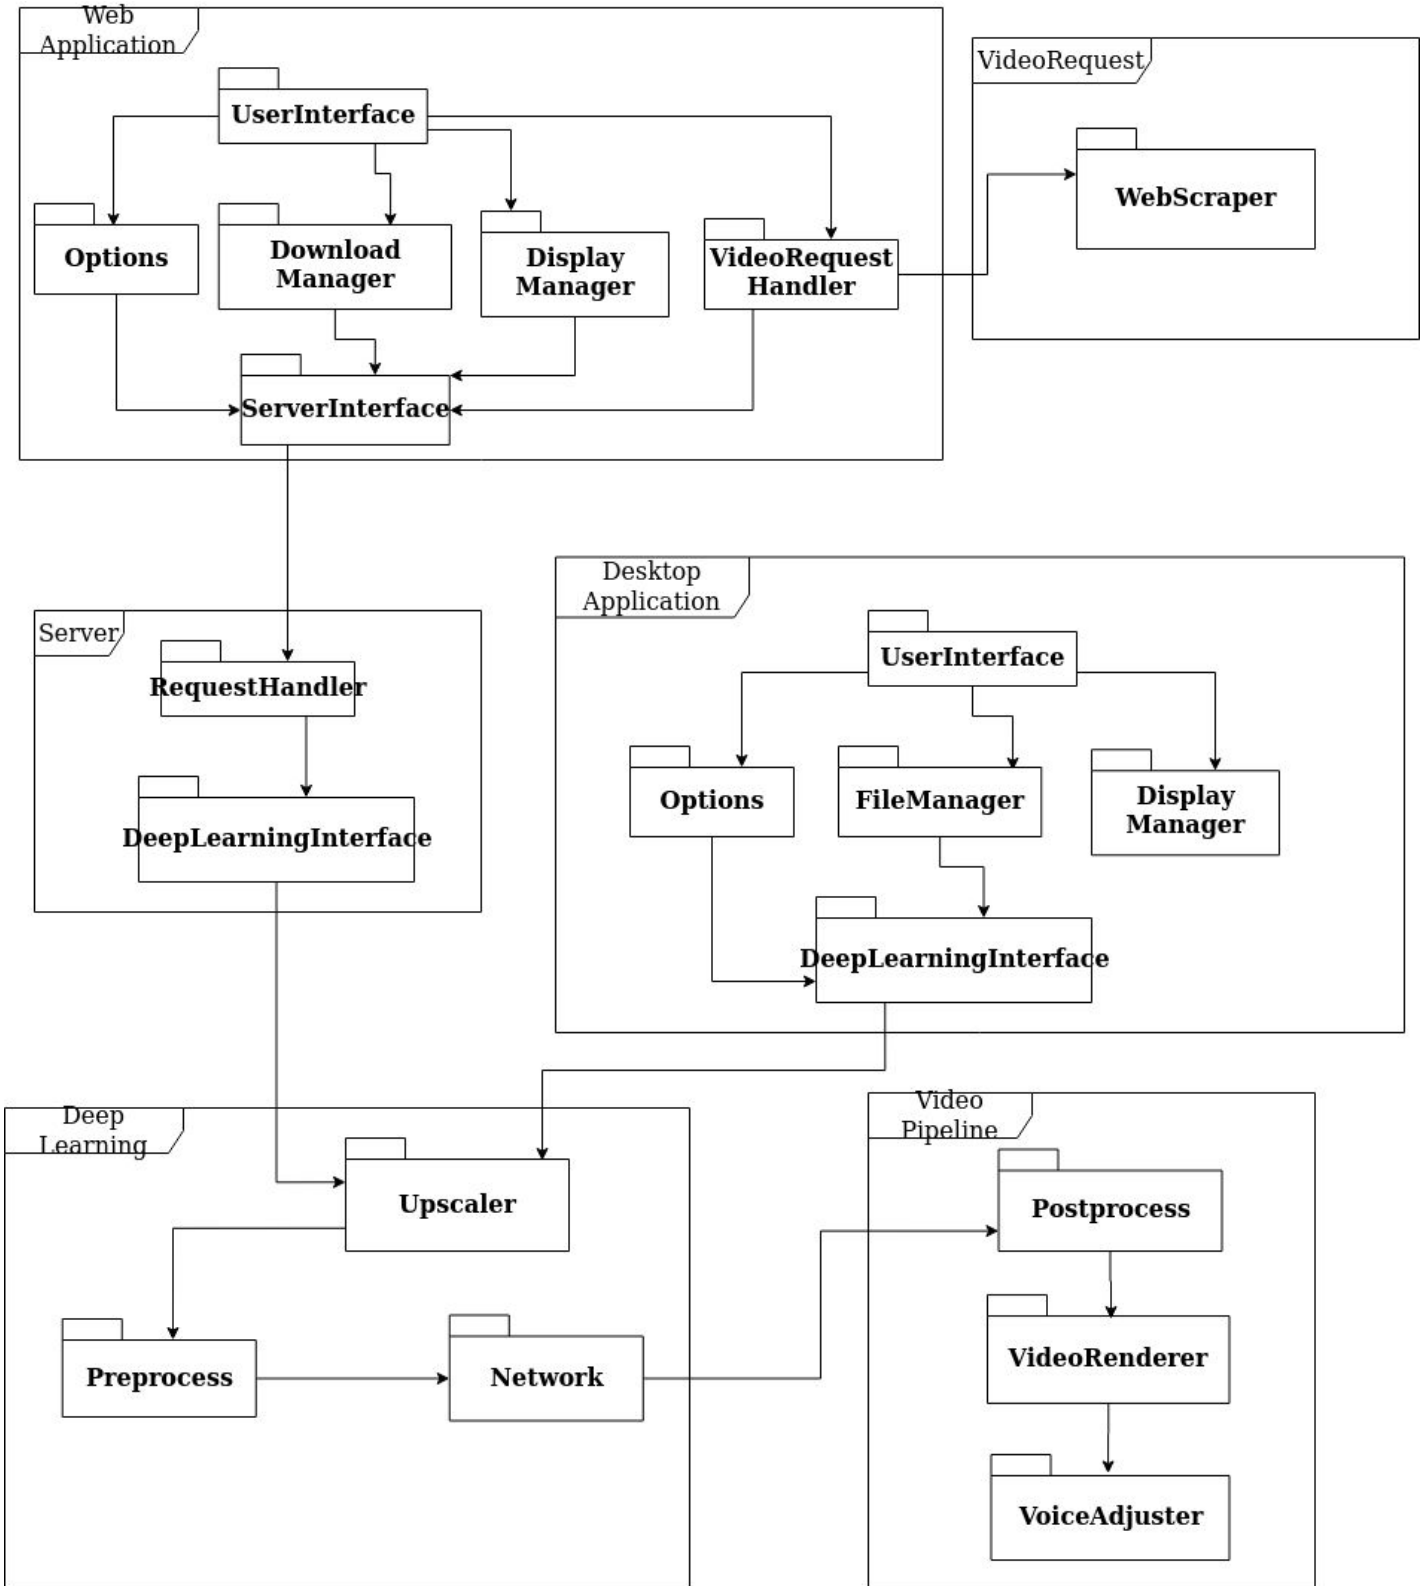 Web
Application
VideoRequest
UserInterface
WebScraper
Options
Download
Manager
Display
Manager
VideoRequest
Handler
ServerInterface
Desktop
Application
Server
UserInterface
RequestHandler
Options
FileManager
Display
Manager
DeepLearningInterface
DeepLearningInterface
Deep
Learning
Video
Pipeline
Upscaler
Postprocess
Preprocess
Network
VideoRenderer
VoiceAdjuster